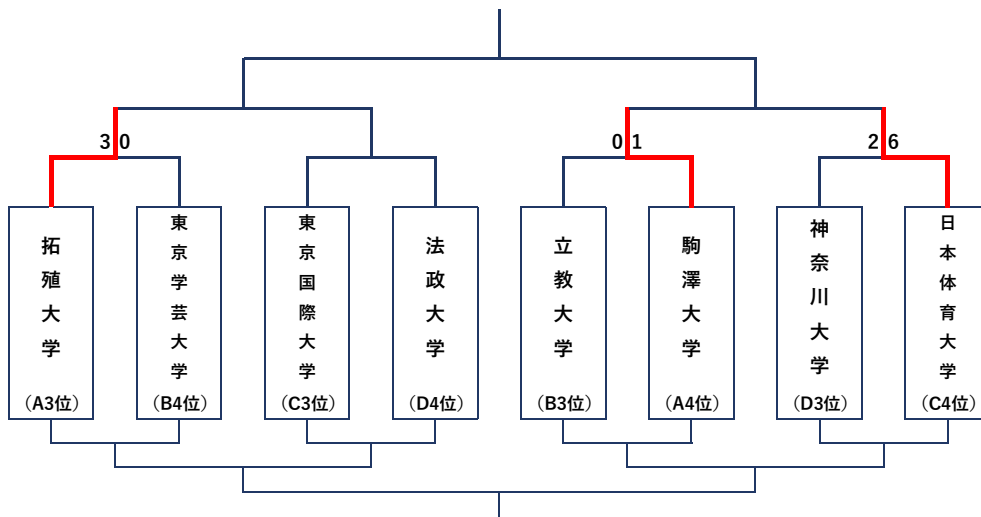 3 0
0 1
2 6
拓殖大学
（A3位）
東京学芸大学
（B4位）
東京国際大学
（C3位）
法政大学
（D4位）
立教大学
（B3位）
駒澤大学
（A4位）
神奈川大学
（D3位）
日本体育大学
（C4位）